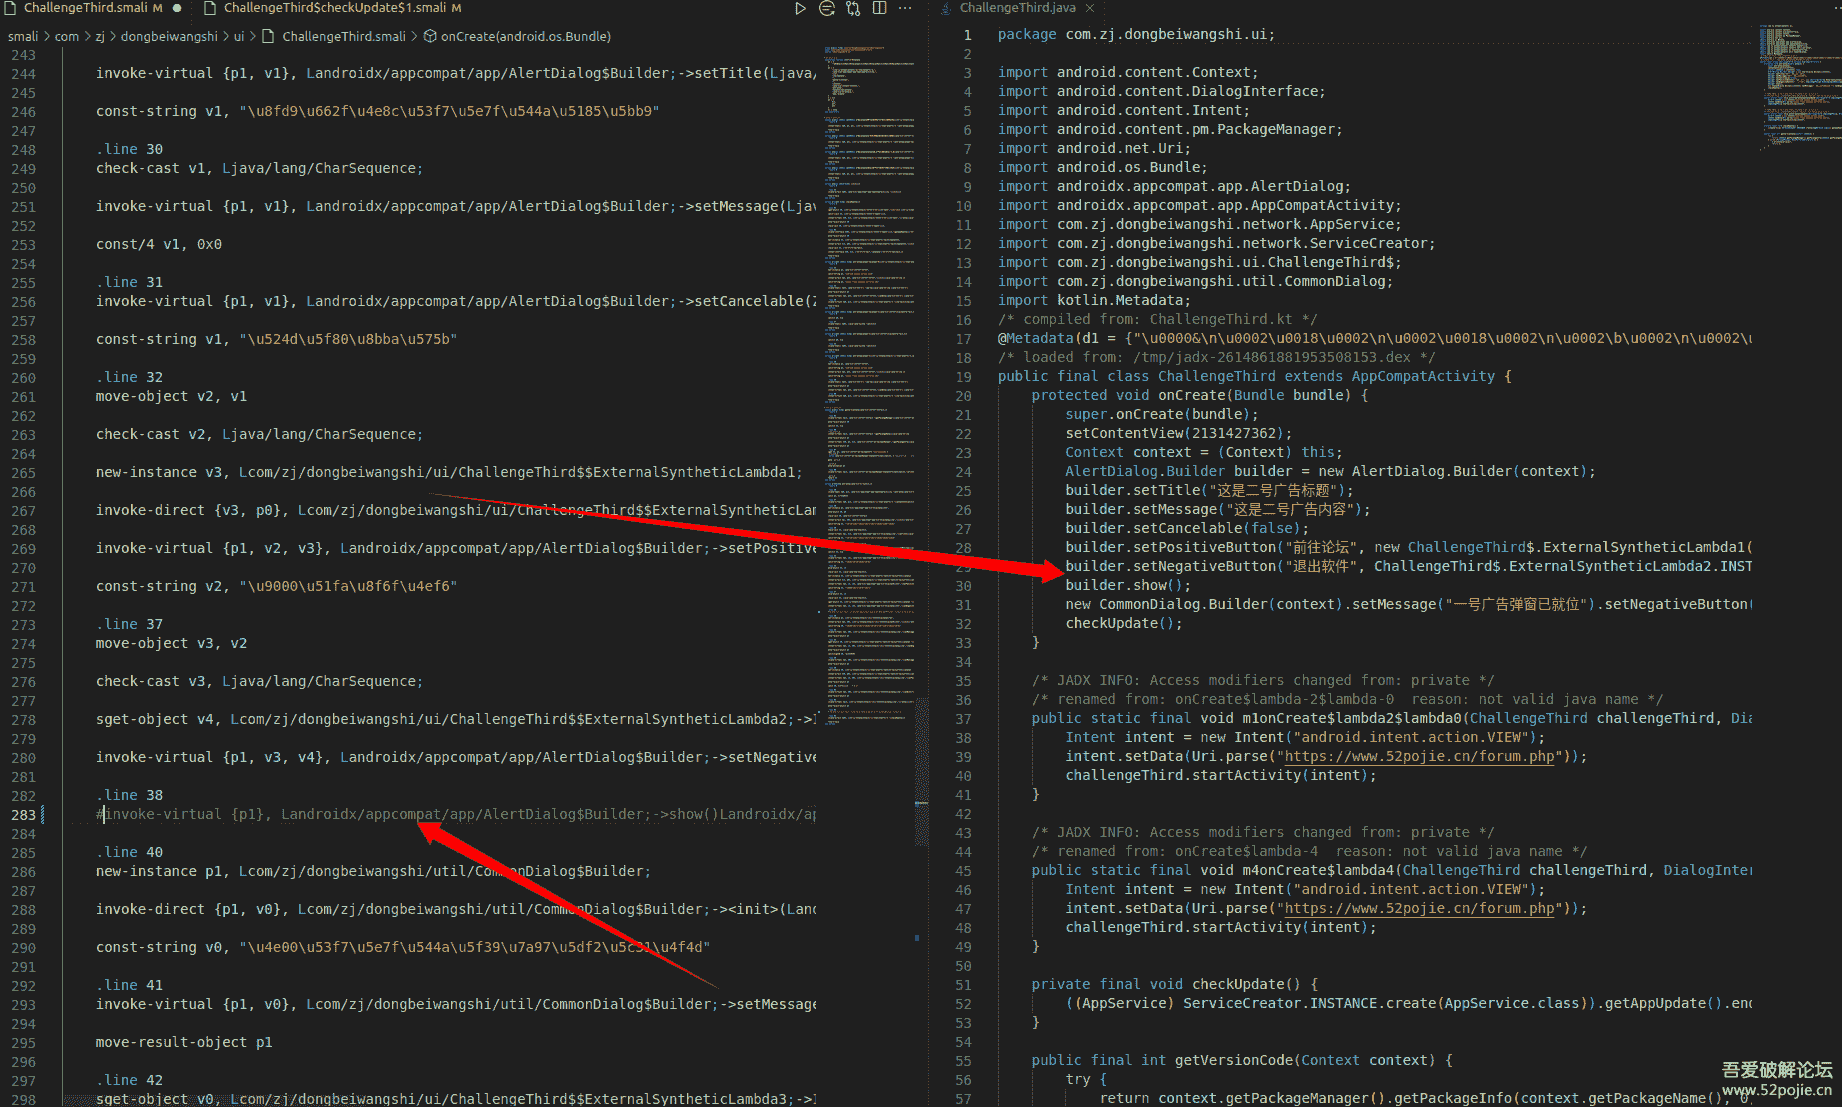 ChallengeThird.smali M
ChallengeThird$checkUpdate$1.smali M
smali > com > zj > dongbeiwangshi > ui > ChallengeThird.smali > onCreate(android.os.Bundle)
243
244 invoke-virtual {p1, v1}, Landroidx/appcompat/app/AlertDialog$Builder;->setTitle(Ljava/
245
246 const-string v1, "\u8fd9\u662f\u4e8c\u53f7\u5e7f\u544a\u5185\u5bb9"
247
248 .line 30
249 check-cast v1, Ljava/lang/CharSequence;
250
251 invoke-virtual {p1, v1}, Landroidx/appcompat/app/AlertDialog$Builder;->setMessage(Ljav
252
253 const/4 v1, 0x0
254
255 .line 31
256 invoke-virtual {p1, v1}, Landroidx/appcompat/app/AlertDialog$Builder;->setCancelable(Z
257
258 const-string v1, "\u524d\u5f80\u8bba\u575b"
259
260 .line 32
261 move-object v2, v1
262
263 check-cast v2, Ljava/lang/CharSequence;
264
265 new-instance v3, Lcom/zj/dongbeiwangshi/ui/ChallengeThird$$ExternalSyntheticLambda1;
266
267 invoke-direct {v3, p0}, Lcom/zj/dongbeiwangshi/ui/ChallengeThird$$ExternalSyntheticLam
268
269 invoke-virtual {p1, v2, v3}, Landroidx/appcompat/app/AlertDialog$Builder;->setPositive
270
271 const-string v2, "\u9000\u51fa\u8f6f\u4ef6"
272
273 .line 37
274 move-object v3, v2
275
276 check-cast v3, Ljava/lang/CharSequence;
277
278 sget-object v4, Lcom/zj/dongbeiwangshi/ui/ChallengeThird$$ExternalSyntheticLambda2;->I
279
280 invoke-virtual {p1, v3, v4}, Landroidx/appcompat/app/AlertDialog$Builder;->setNegative
281
282 .line 38
283 #invoke-virtual {p1}, Landroidx/appcompat/app/AlertDialog$Builder;->show()Landroidx/ap
284
285 .line 40
286 new-instance p1, Lcom/zj/dongbeiwangshi/util/CommonDialog$Builder;
287
288 invoke-direct {p1, v0}, Lcom/zj/dongbeiwangshi/util/CommonDialog$Builder;-><init>(Land
289
290 const-string v0, "\u4e00\u53f7\u5e7f\u544a\u5f39\u7a97\u5df2\u5c31\u4f4d"
291
292 .line 41
293 invoke-virtual {p1, v0}, Lcom/zj/dongbeiwangshi/util/CommonDialog$Builder;->setMessage
294
295 move-result-object p1
296
297 .line 42
298 sget-object v0, Lcom/zj/dongbeiwangshi/ui/ChallengeThird$$ExternalSyntheticLambda3;->I
ChallengeThird.java
1 package com.zj.dongbeiwangshi.ui;
2
3 import android.content.Context;
4 import android.content.DialogInterface;
5 import android.content.Intent;
6 import android.content.pm.PackageManager;
7 import android.net.Uri;
8 import android.os.Bundle;
9 import androidx.appcompat.app.AlertDialog;
10 import androidx.appcompat.app.AppCompatActivity;
11 import com.zj.dongbeiwangshi.network.AppService;
12 import com.zj.dongbeiwangshi.network.ServiceCreator;
13 import com.zj.dongbeiwangshi.ui.ChallengeThird$;
14 import com.zj.dongbeiwangshi.util.CommonDialog;
15 import kotlin.Metadata;
16 /* compiled from: ChallengeThird.kt */
17 @Metadata(d1 = {"\u0000&\n\u0002\u0018\u0002\n\u0002\u0018\u0002\n\u0002\b\u0002\n\u0002\u
18 /* loaded from: /tmp/jadx-2614861881953508153.dex */
19 public final class ChallengeThird extends AppCompatActivity {
20 protected void onCreate(Bundle bundle) {
21 super.onCreate(bundle);
22 setContentView(2131427362);
23 Context context = (Context) this;
24 AlertDialog.Builder builder = new AlertDialog.Builder(context);
25 builder.setTitle("这是二号广告标题");
26 builder.setMessage("这是二号广告内容");
27 builder.setCancelable(false);
28 builder.setPositiveButton("前往论坛", new ChallengeThird$.ExternalSyntheticLambda1(
29 builder.setNegativeButton("退出软件", ChallengeThird$.ExternalSyntheticLambda2.INST
30 builder.show();
31 new CommonDialog.Builder(context).setMessage("一号广告弹窗已就位").setNegativeButton(
32 checkUpdate();
33 }
34
35 /* JADX INFO: Access modifiers changed from: private */
36 /* renamed from: onCreate$lambda-2$lambda-0  reason: not valid java name */
37 public static final void m1onCreate$lambda2$lambda0(ChallengeThird challengeThird, Dia
38 Intent intent = new Intent("android.intent.action.VIEW");
39 intent.setData(Uri.parse("https://www.52pojie.cn/forum.php"));
40 challengeThird.startActivity(intent);
41 }
42
43 /* JADX INFO: Access modifiers changed from: private */
44 /* renamed from: onCreate$lambda-4  reason: not valid java name */
45 public static final void m4onCreate$lambda4(ChallengeThird challengeThird, DialogInter
46 Intent intent = new Intent("android.intent.action.VIEW");
47 intent.setData(Uri.parse("https://www.52pojie.cn/forum.php"));
48 challengeThird.startActivity(intent);
49 }
50
51 private final void checkUpdate() {
52 ((AppService) ServiceCreator.INSTANCE.create(AppService.class)).getAppUpdate().enq
53 }
54
55 public final int getVersionCode(Context context) {
56 try {
57 return context.getPackageManager().getPackageInfo(context.getPackageName(), 0
吾爱破解论坛
www.52pojie.cn